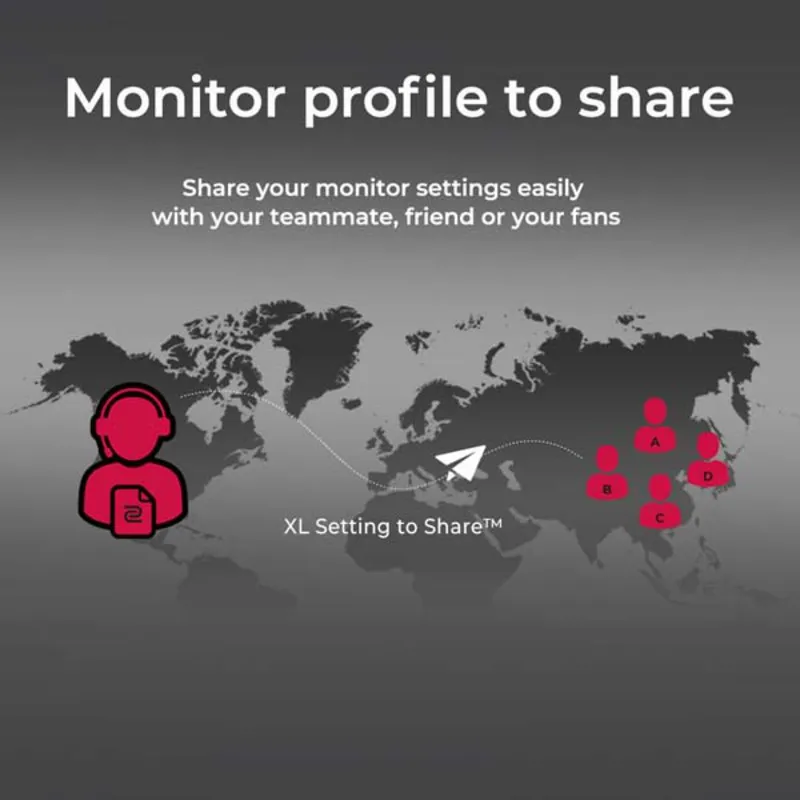 Monitor profile to share
Share your monitor settings easily
with your teammate, friend or your fans
A
D
B
C
XL Setting to Share™